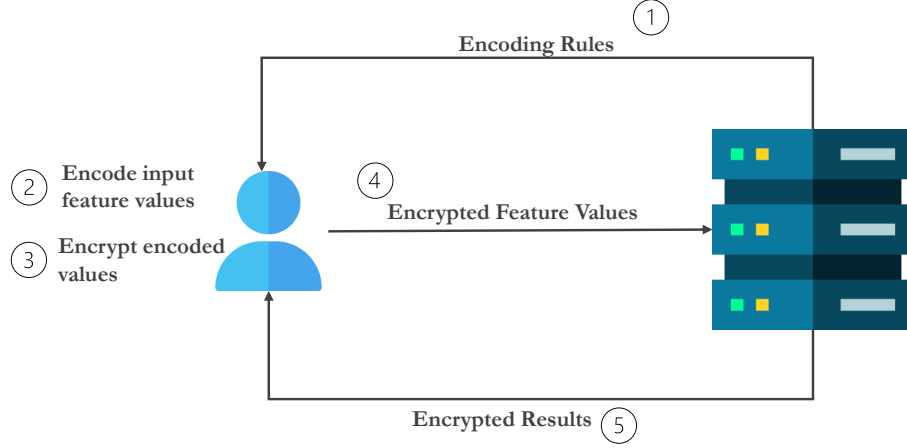 1
Encoding Rules
2
Encode input
feature values
3
Encrypt encoded
values
4
Encrypted Feature Values
Encrypted Results
5